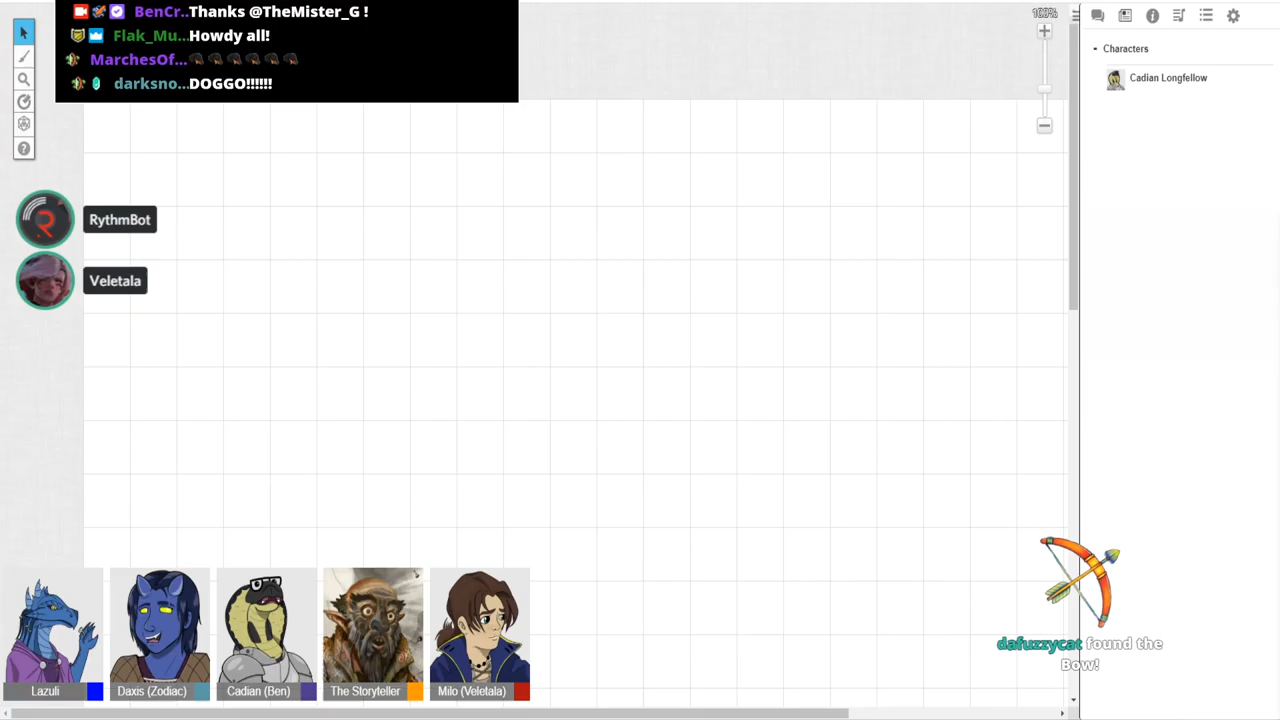 BenCr..Thanks @TheMister_G !
Flak_Mu...Howdy all!
MarchesOf...
darksno...DOGGO!!!!!!
100%
Characters
Cadian Longfellow
RythmBot
Veletala
dafuzzycat found the
Bow!
Lazuli
Daxis (Zodiac)
Cadian (Ben)
The Storyteller
Milo (Veletala)